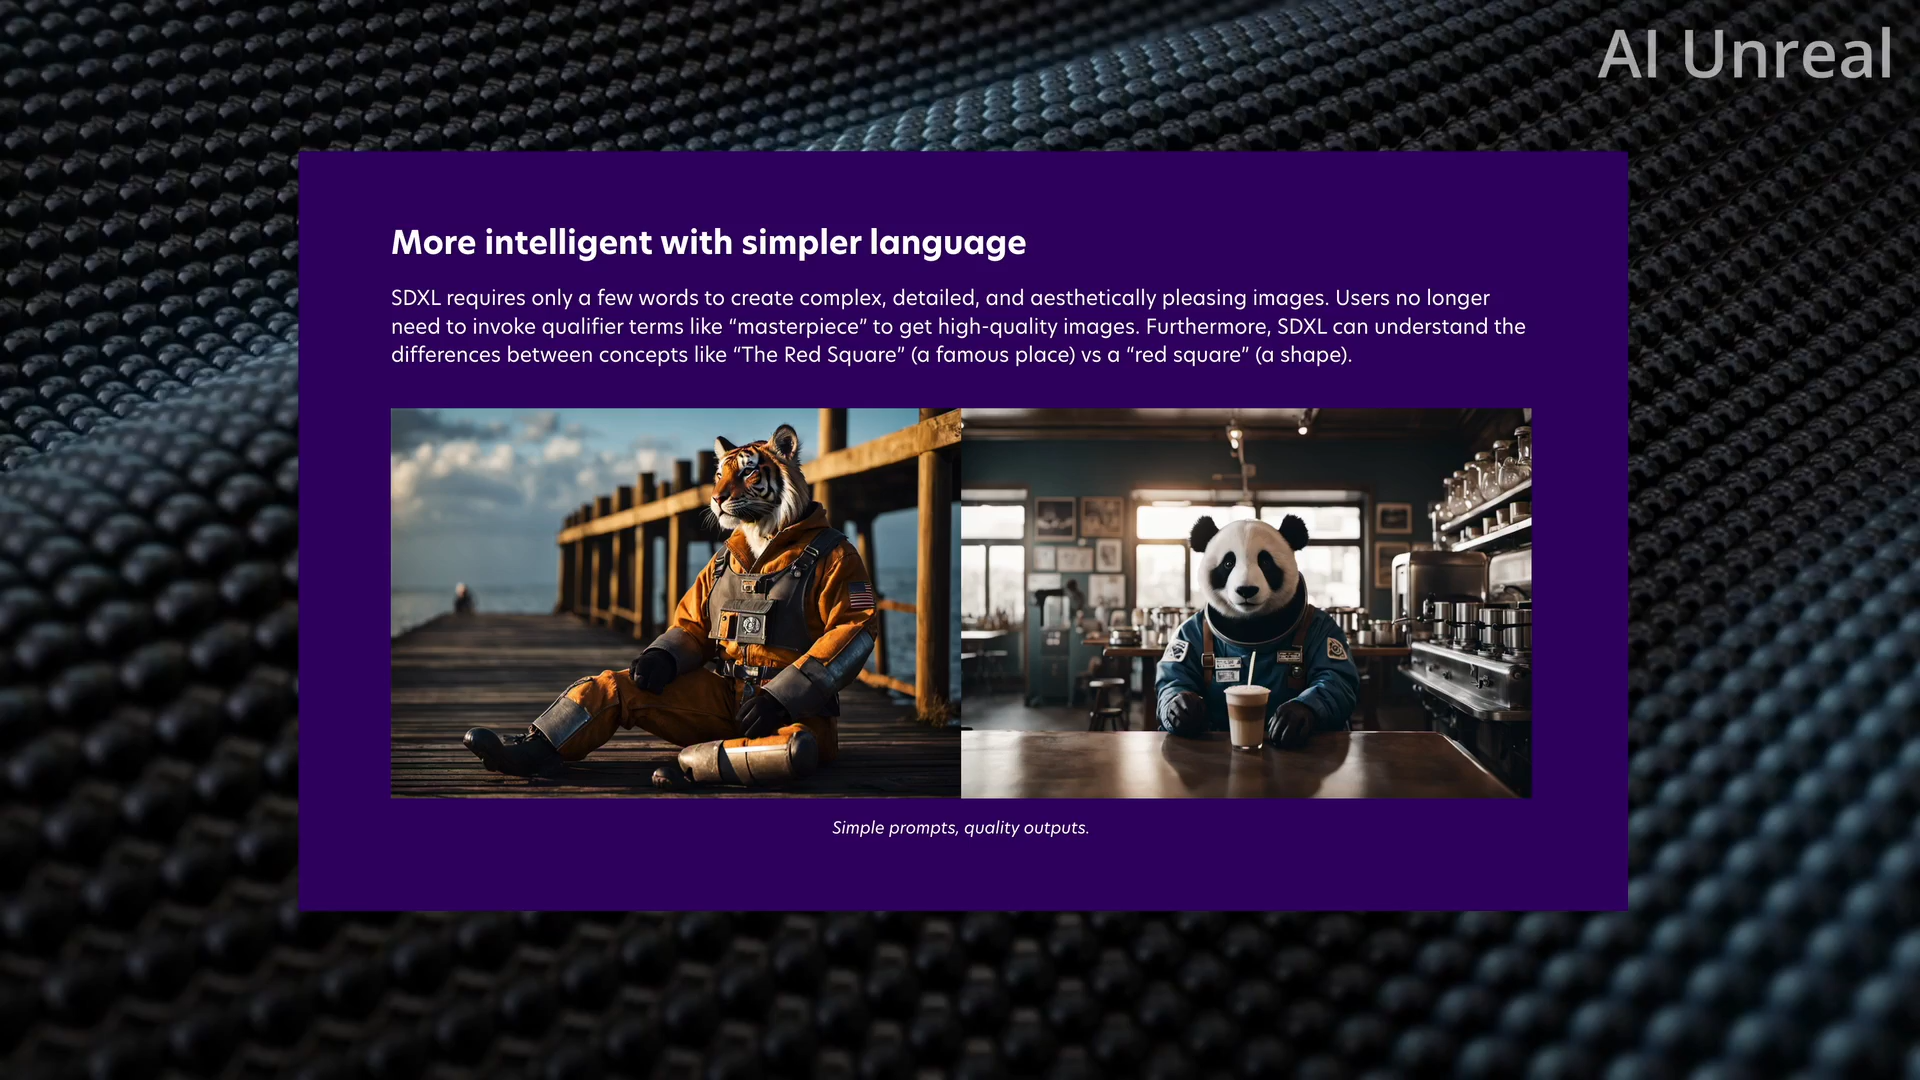 AI Unreal
More intelligent with simpler language
SDXL requires only a few words to create complex, detailed, and aesthetically pleasing images. Users no longer
need to invoke qualifier terms like “masterpiece” to get high-quality images. Furthermore, SDXL can understand the
differences between concepts like “The Red Square” (a famous place) vs a “red square” (a shape).
Simple prompts, quality outputs.